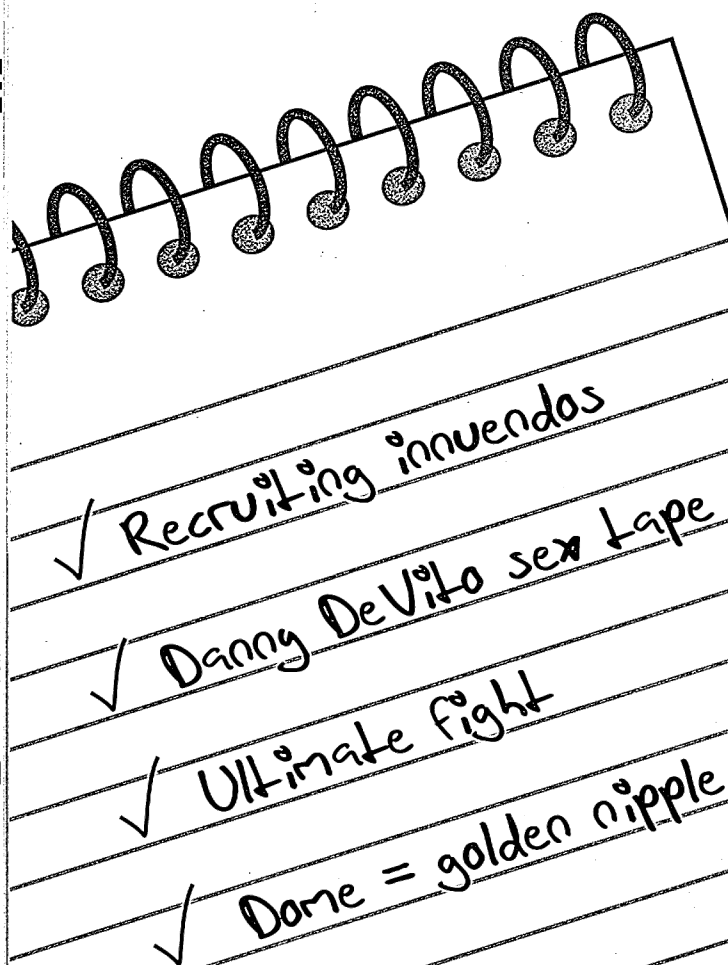 ✓ Recruiting innuendos
✓ Danny DeVito sex tape
✓ Ultimate fight
✓ Dome = golden nipple